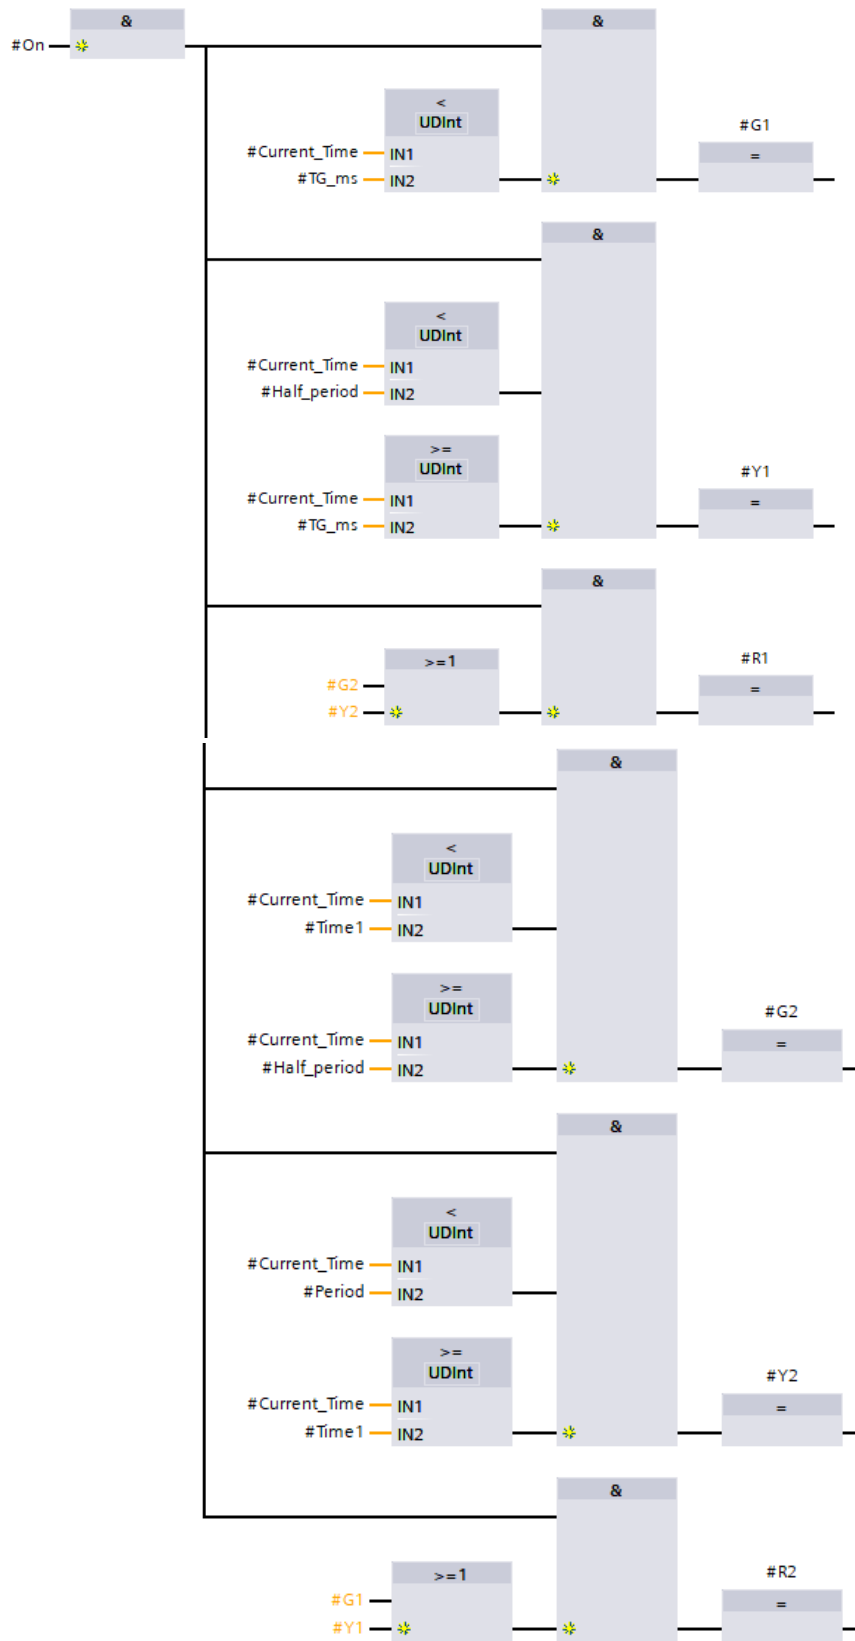 &
#On
&
<
UDInt
#Current_Time IN1
#TG_ms IN2
#G1
=
&
<
UDInt
#Current_Time IN1
#Half_period IN2
>=
UDInt
#Current_Time IN1
#TG_ms IN2
#Y1
=
&
>=1
#G2
#Y2
#R1
=
&
<
UDInt
#Current_Time IN1
#Time1 IN2
>=
UDInt
#Current_Time IN1
#Half_period IN2
#G2
=
&
<
UDInt
#Current_Time IN1
#Period IN2
>=
UDInt
#Current_Time IN1
#Time1 IN2
#Y2
=
&
>=1
#G1
#Y1
#R2
=